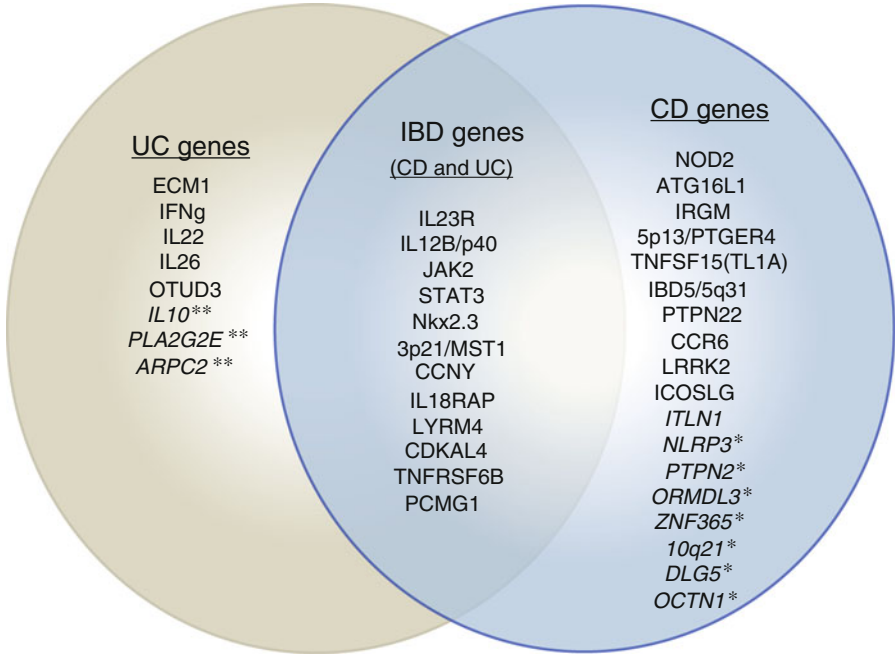 UC genes
ECM1
IFNg
IL22
IL26
OTUD3
IL10**
PLA2G2E**
ARPC2**
IBD genes
(CD and UC)
IL23R
IL12B/p40
JAK2
STAT3
Nkx2.3
3p21/MST1
CCNY
IL18RAP
LYRM4
CDKAL4
TNFRSF6B
PCMG1
CD genes
NOD2
ATG16L1
IRGM
5p13/PTGER4
TNFSF15(TL1A)
IBD5/5q31
PTPN22
CCR6
LRRK2
ICOSLG
ITLN1
NLRP3*
PTPN2*
ORMDL3*
ZNF365*
10q21*
DLG5*
OCTN1*